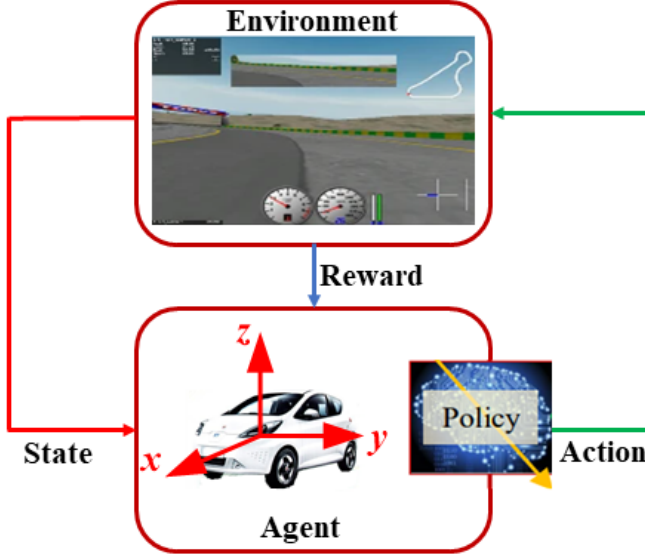 Environment
Reward
z
Policy
x
y
State
Action
Agent